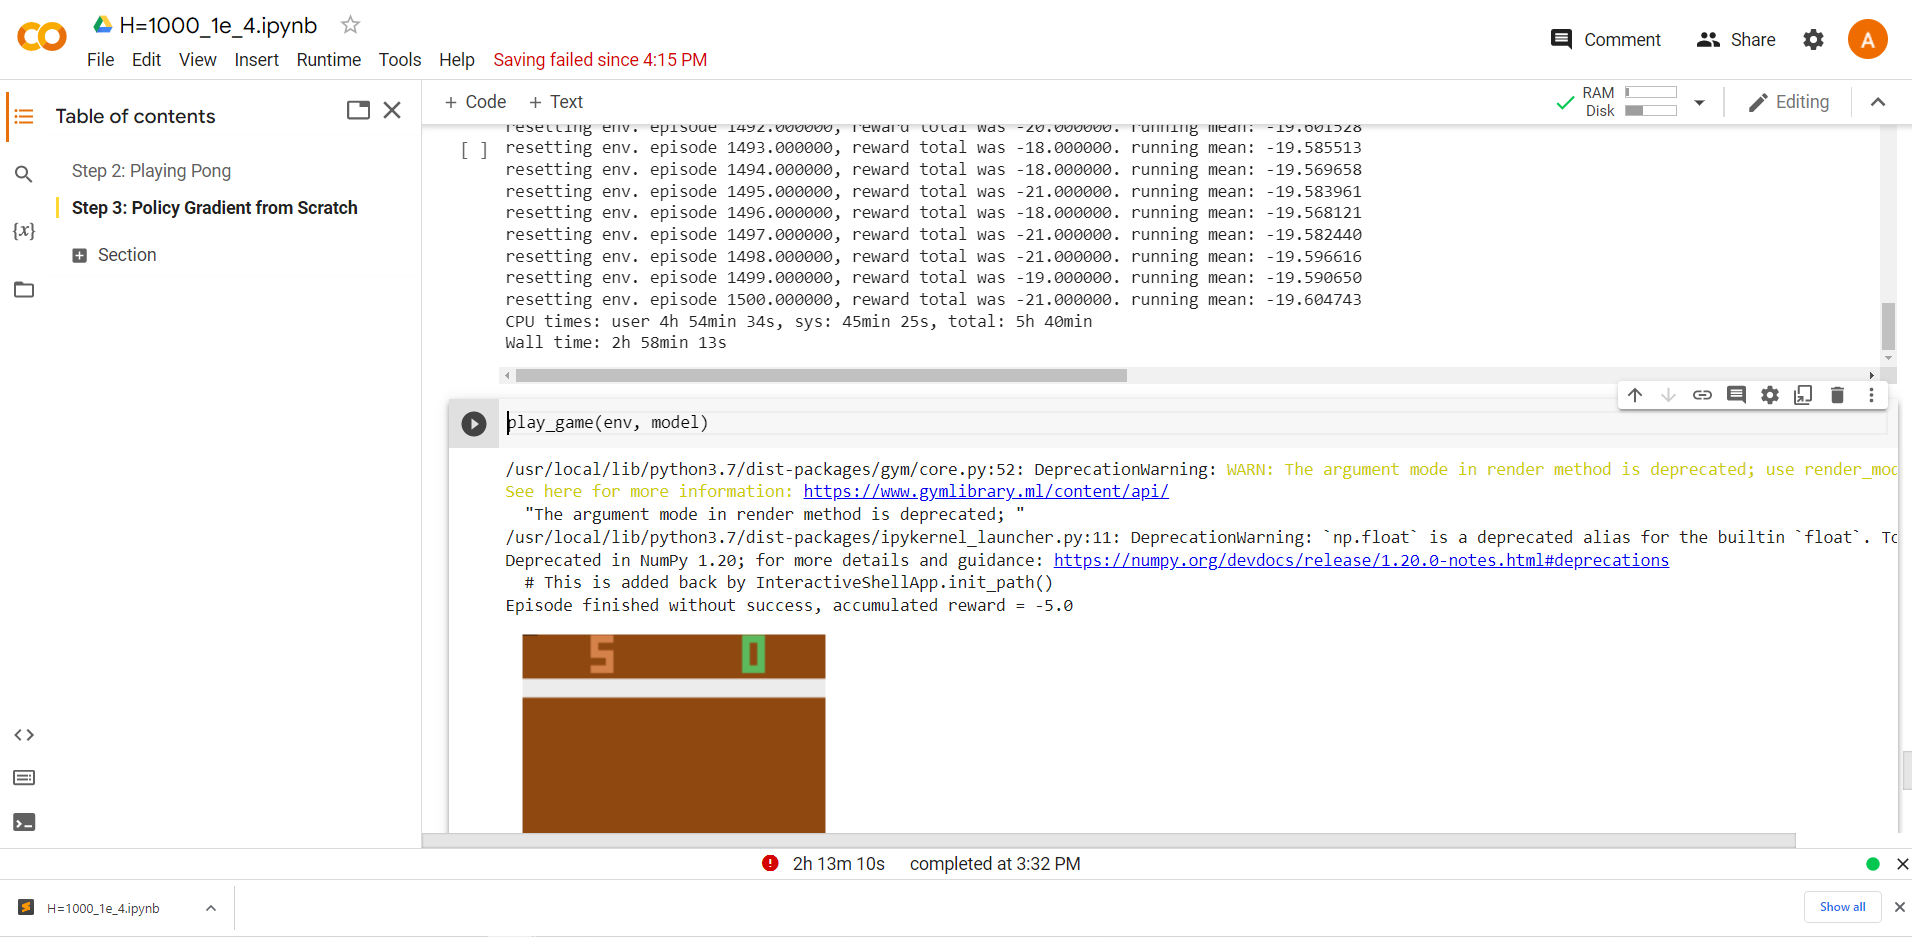 H=1000_1e_4.ipynb
File Edit View Insert Runtime Tools Help Saving failed since 4:15 PM
Comment Share A
Table of contents
Step 2: Playing Pong
Step 3: Policy Gradient from Scratch
Section
+ Code + Text
RAM
Disk
Editing
resetting env. episode 1492.000000, reward total was -20.000000. running mean: -19.601528
[ ] resetting env. episode 1493.000000, reward total was -18.000000. running mean: -19.585513
resetting env. episode 1494.000000, reward total was -18.000000. running mean: -19.569658
resetting env. episode 1495.000000, reward total was -21.000000. running mean: -19.583961
resetting env. episode 1496.000000, reward total was -18.000000. running mean: -19.568121
resetting env. episode 1497.000000, reward total was -21.000000. running mean: -19.582440
resetting env. episode 1498.000000, reward total was -21.000000. running mean: -19.596616
resetting env. episode 1499.000000, reward total was -19.000000. running mean: -19.590650
resetting env. episode 1500.000000, reward total was -21.000000. running mean: -19.604743
CPU times: user 4h 54min 34s, sys: 45min 25s, total: 5h 40min
Wall time: 2h 58min 13s
play_game(env, model)
/usr/local/lib/python3.7/dist-packages/gym/core.py:52: DeprecationWarning: WARN: The argument mode in render method is deprecated; use render_mod
See here for more information: https://www.gymlibrary.ml/content/api/
"The argument mode in render method is deprecated; "
/usr/local/lib/python3.7/dist-packages/ipykernel_launcher.py:11: DeprecationWarning: `np.float` is a deprecated alias for the builtin `float`. To
Deprecated in NumPy 1.20; for more details and guidance: https://numpy.org/devdocs/release/1.20.0-notes.html#deprecations
# This is added back by InteractiveShellApp.init_path()
Episode finished without success, accumulated reward = -5.0
5 0
2h 13m 10s completed at 3:32 PM
H=1000_1e_4.ipynb
Show all